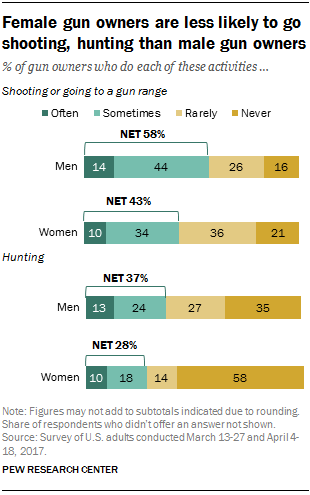 Female gun owners are less likely to go
shooting, hunting than male gun owners
% of gun owners who do each of these activities ...
Shooting or going to a gun range
Often Sometimes Rarely Never
NET 58%
Men 14 44 26 16
NET 43%
Women 10 34 36 21
Hunting
NET 37%
Men 13 24 27 35
NET 28%
Women 10 18 14 58
Note: Figures may not add to subtotals indicated due to rounding.
Share of respondents who didn't offer an answer not shown.
Source: Survey of U.S. adults conducted March 13-27 and April 4-
18, 2017.
PEW RESEARCH CENTER